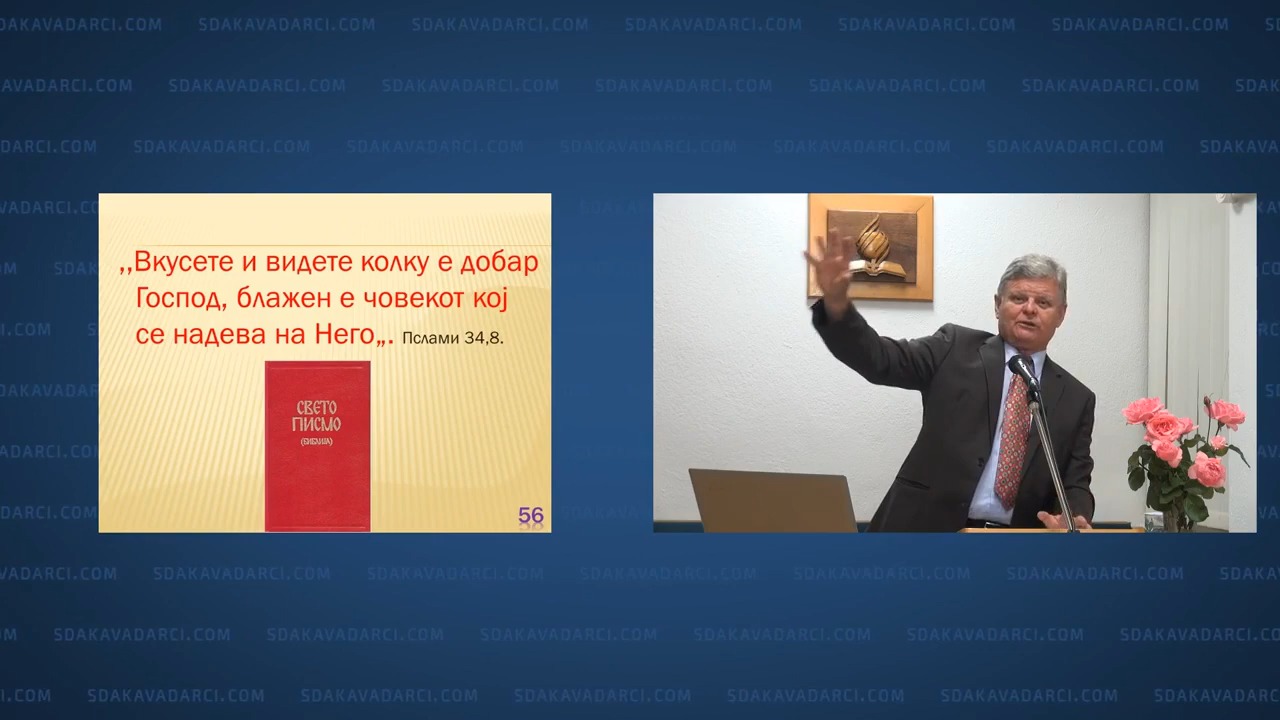 SDAKAVADARCI.COM
,,Вкусете и видете колку е добар
Господ, блажен е човекот кој
се надева на Него„. Пслами 34,8.
СВЕТО
ПИСМО
(БИБЛИЈА)
56